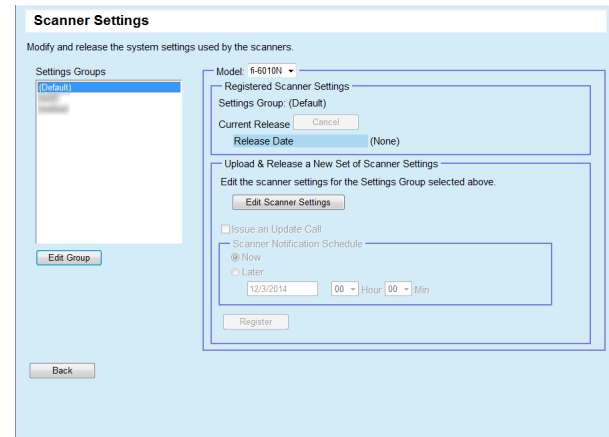 Scanner Settings
Modify and release the system settings used by the scanners.
Settings Groups
(Default)
Edit Group
Model: fi-6010N
Registered Scanner Settings
Settings Group: (Default)
Current Release Cancel
Release Date (None)
Upload & Release a New Set of Scanner Settings
Edit the scanner settings for the Settings Group selected above.
Edit Scanner Settings
Issue an Update Call
Scanner Notification Schedule
Now
Later
12/3/2014 00 Hour 00 Min
Register
Back